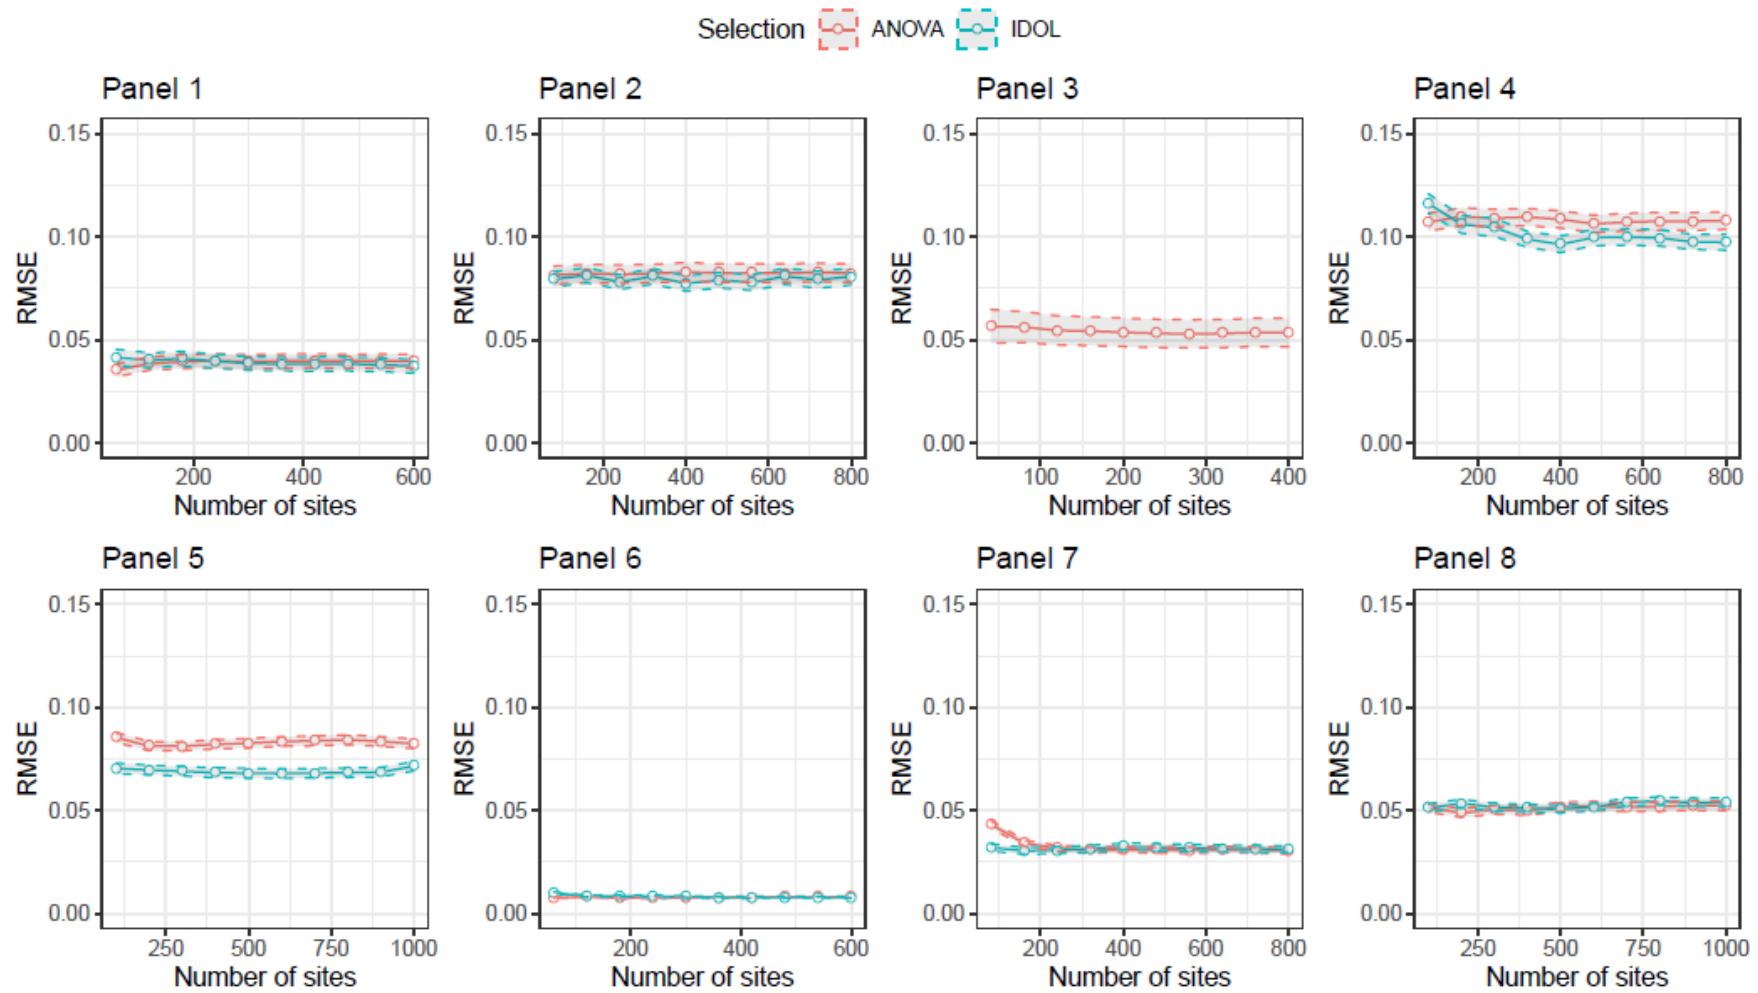 Selection ANOVA IDOL
Panel 1
0.15
0.10
0.05
0.00
RMSE
200 400 600
Number of sites
Panel 2
0.15
0.10
0.05
0.00
RMSE
200 400 600 800
Number of sites
Panel 3
0.15
0.10
0.05
0.00
RMSE
100 200 300 400
Number of sites
Panel 4
0.15
0.10
0.05
0.00
RMSE
200 400 600 800
Number of sites
Panel 5
0.15
0.10
0.05
0.00
RMSE
250 500 750 1000
Number of sites
Panel 6
0.15
0.10
0.05
0.00
RMSE
200 400 600
Number of sites
Panel 7
0.15
0.10
0.05
0.00
RMSE
200 400 600 800
Number of sites
Panel 8
0.15
0.10
0.05
0.00
RMSE
250 500 750 1000
Number of sites